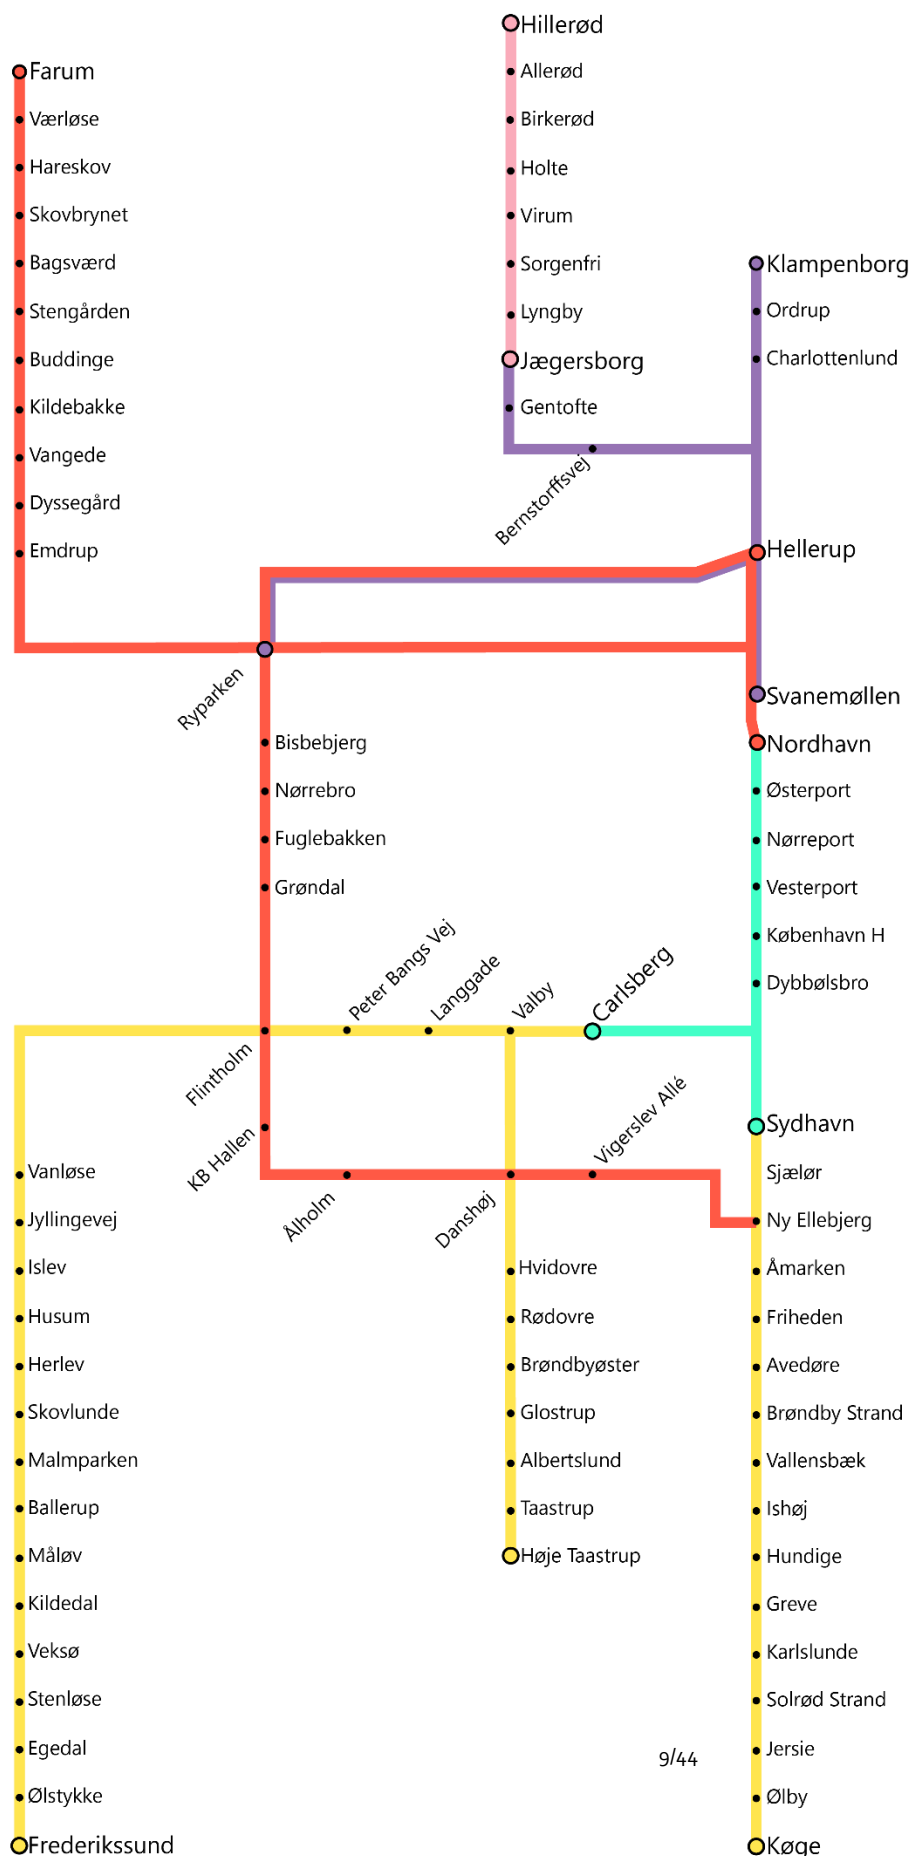 Hillerød
Allerød
Birkerød
Holte
Virum
Sorgenfri
Lyngby
Jægersborg
Gentofte
Bernstorffsvej
Farum
Værløse
Hareskov
Skovbrynet
Bagsværd
Stengården
Buddinge
Kildebakke
Vangede
Dyssegård
Emdrup
Klampenborg
Ordrup
Charlottenlund
Hellerup
Svanemøllen
Nordhavn
Østerport
Nørreport
Vesterport
København H
Dybbølsbro
Ryparken
Bisbebjerg
Nørrebro
Fuglebakken
Grøndal
Flintholm
Peter Bangs Vej
Langgade
Valby
Carlsberg
KB Hallen
Ålholm
Danshøj
Vigerslev Allé
Sydhavn
Sjælør
Ny Ellebjerg
Åmarken
Friheden
Avedøre
Brøndby Strand
Vallensbæk
Ishøj
Hundige
Greve
Karlslunde
Solrød Strand
Jersie
Ølby
Køge
Vanløse
Jyllingevej
Islev
Husum
Herlev
Skovlunde
Malmparken
Ballerup
Måløv
Kildedal
Veksø
Stenløse
Egedal
Ølstykke
Frederikssund
Hvidovre
Rødovre
Brøndbyøster
Glostrup
Albertslund
Taastrup
Høje Taastrup
9/44